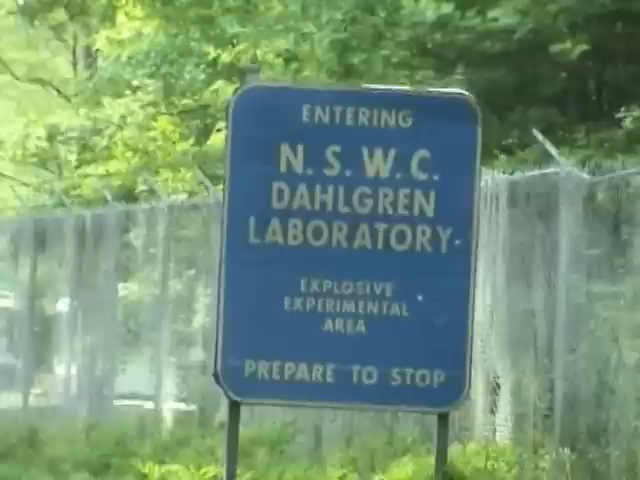 ENTERING
N. S. W. C.
DAHLGREN
LABORATORY
EXPLOSIVE
EXPERIMENTAL
AREA
PREPARE TO STOP